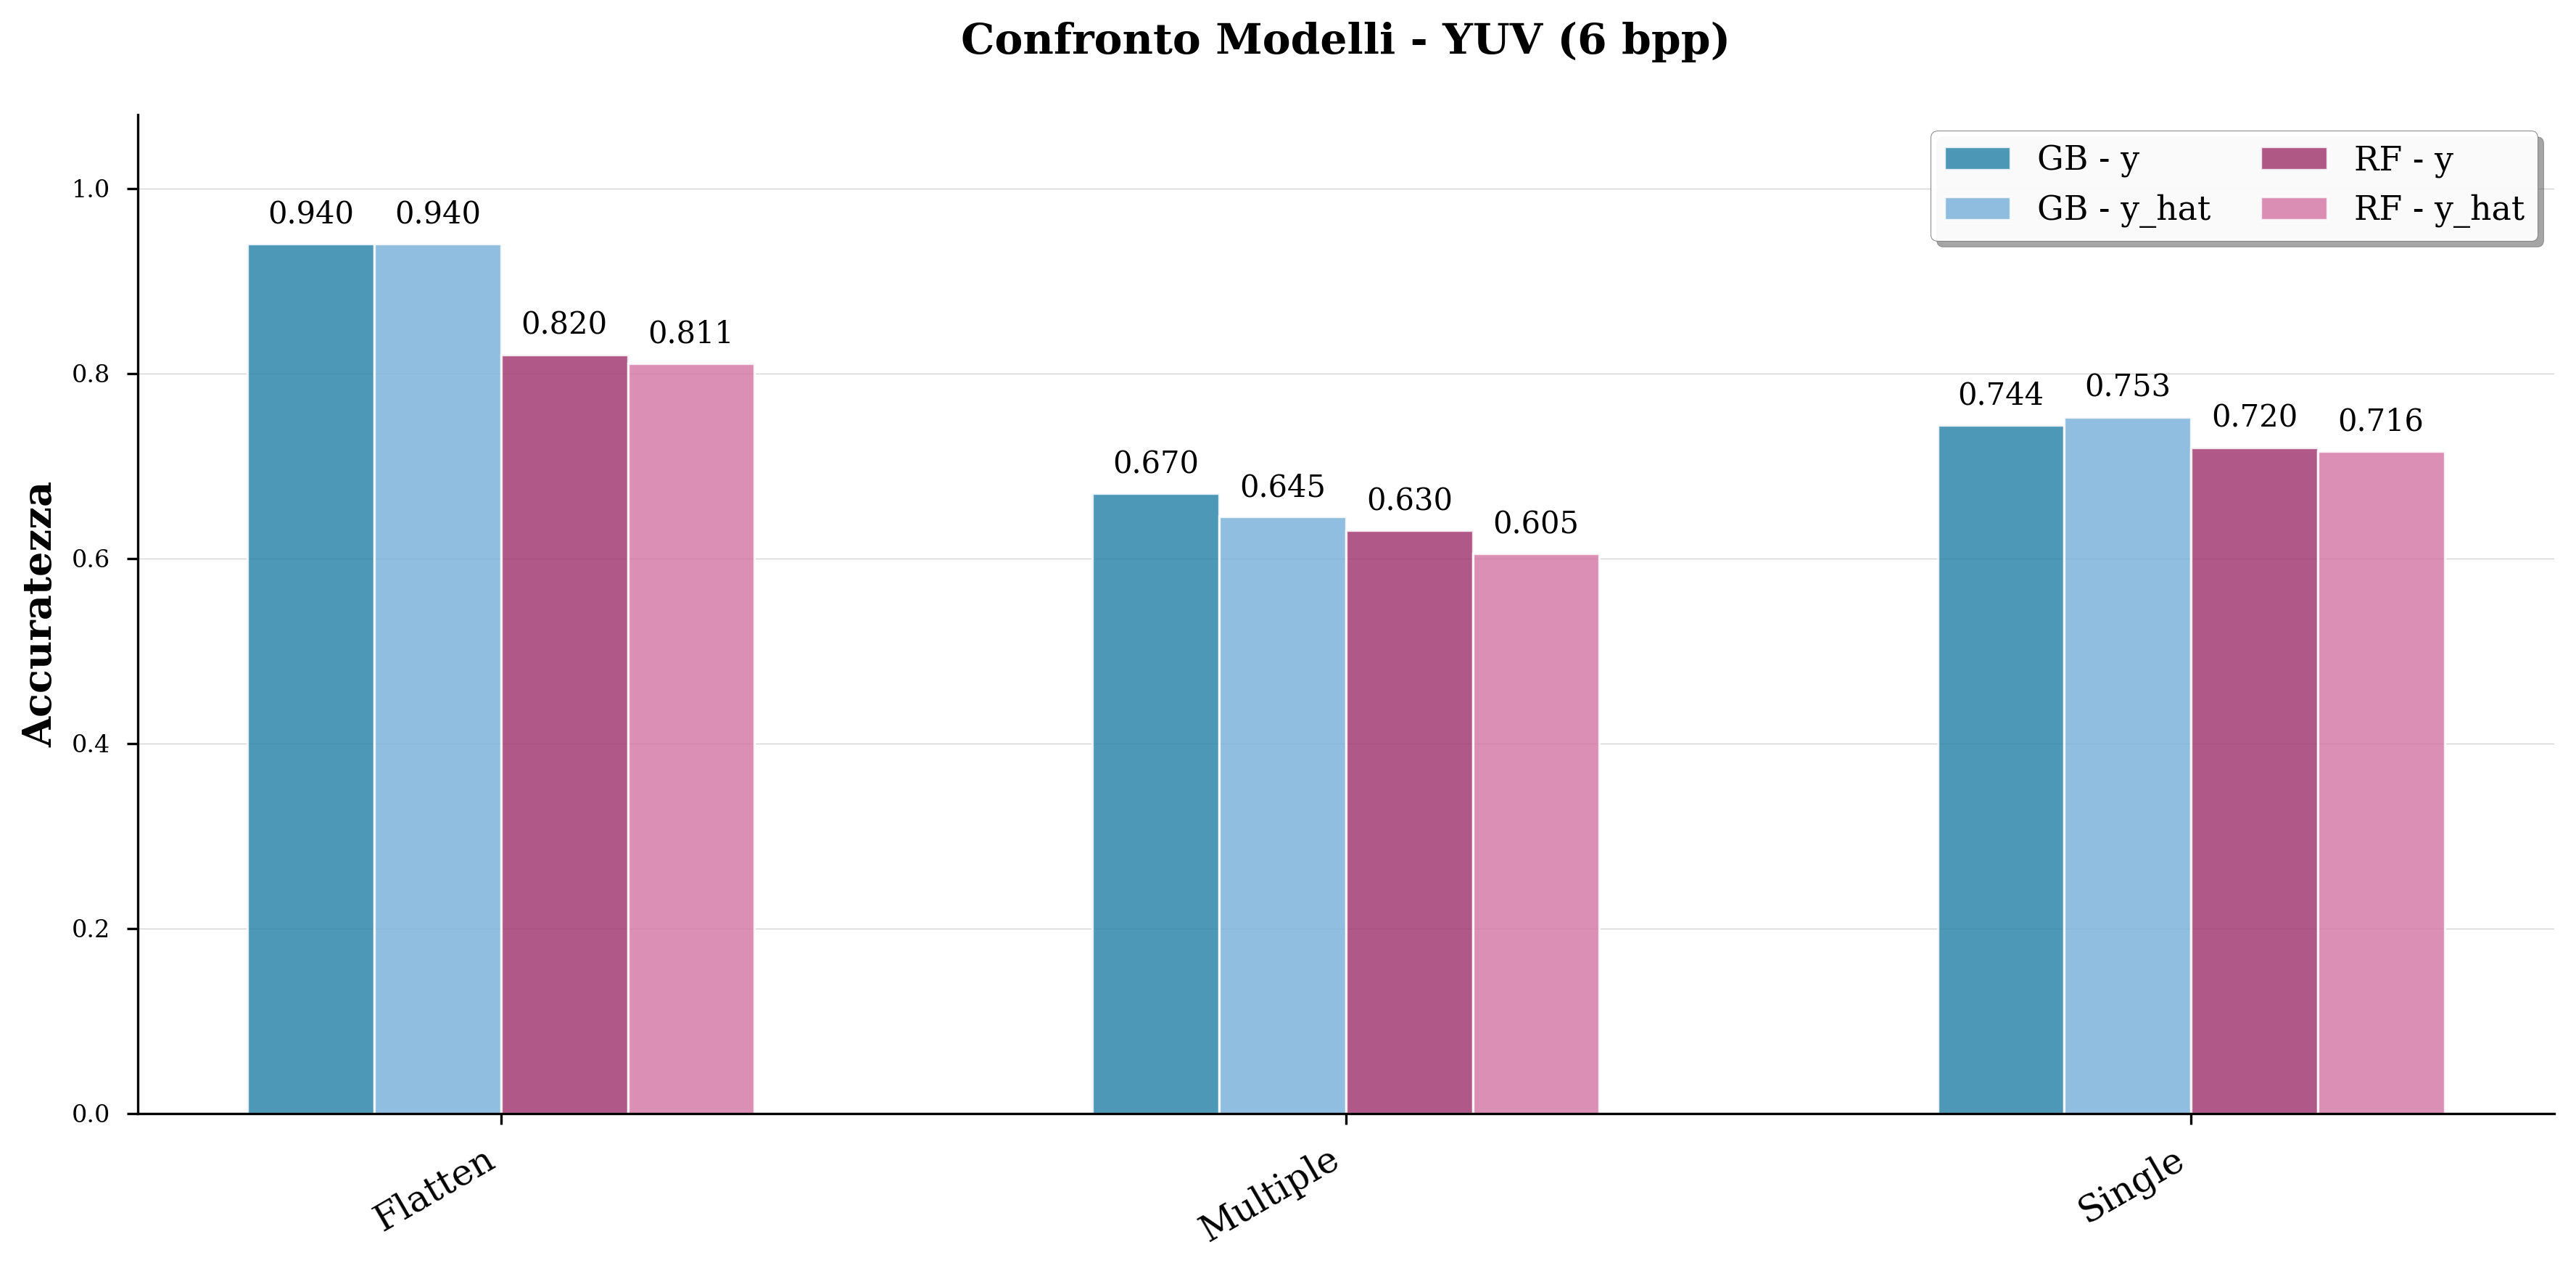 Confronto Modelli - YUV (6 bpp)
GB - y
GB - y_hat
RF - y
RF - y_hat
Accuratezza
1.0
0.8
0.6
0.4
0.2
0.0
0.940
0.940
0.820
0.811
0.670
0.645
0.630
0.605
0.744
0.753
0.720
0.716
Flatten
Multiple
Single